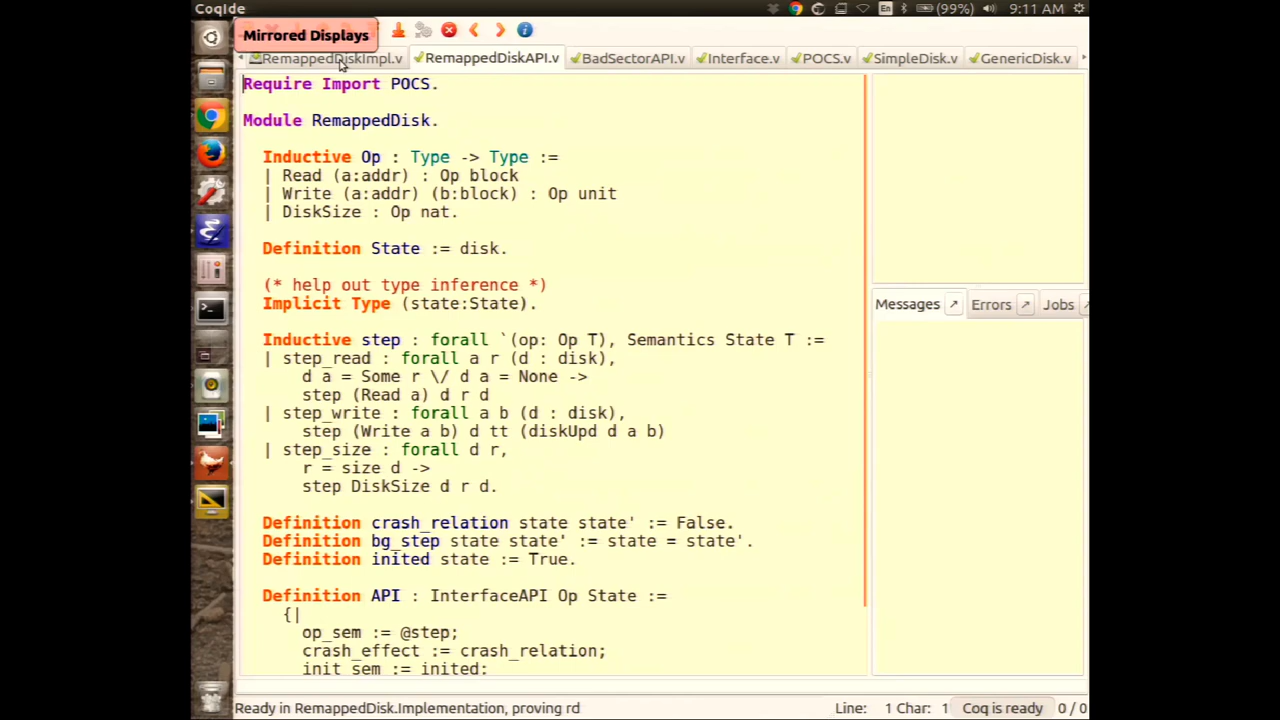 CoqIde
En
(99%)
9:11 AM
Mirrored Displays
RemappedDiskImpl.v
RemappedDiskAPI.v
BadSectorAPI.v
Interface.v
POCS.v
SimpleDisk.v
GenericDisk.v
Require Import POCS.
Module RemappedDisk.
Inductive Op : Type -> Type :=
| Read (a:addr) : Op block
| Write (a:addr) (b:block) : Op unit
| DiskSize : Op nat.
Definition State := disk.
(* help out type inference *)
Implicit Type (state:State).
Inductive step : forall `(op: Op T), Semantics State T :=
| step_read : forall a r (d : disk),
d a = Some r \/ d a = None ->
step (Read a) d r d
| step_write : forall a b (d : disk),
step (Write a b) d tt (diskUpd d a b)
| step_size : forall d r,
r = size d ->
step DiskSize d r d.
Definition crash_relation state state' := False.
Definition bg_step state state' := state = state'.
Definition inited state := True.
Definition API : InterfaceAPI Op State :=
{|
op_sem := @step;
crash_effect := crash_relation;
init_sem := inited;
Messages
Errors
Jobs
Ready in RemappedDisk.Implementation, proving rd
Line: 1 Char: 1
Coq is ready
0 / 0